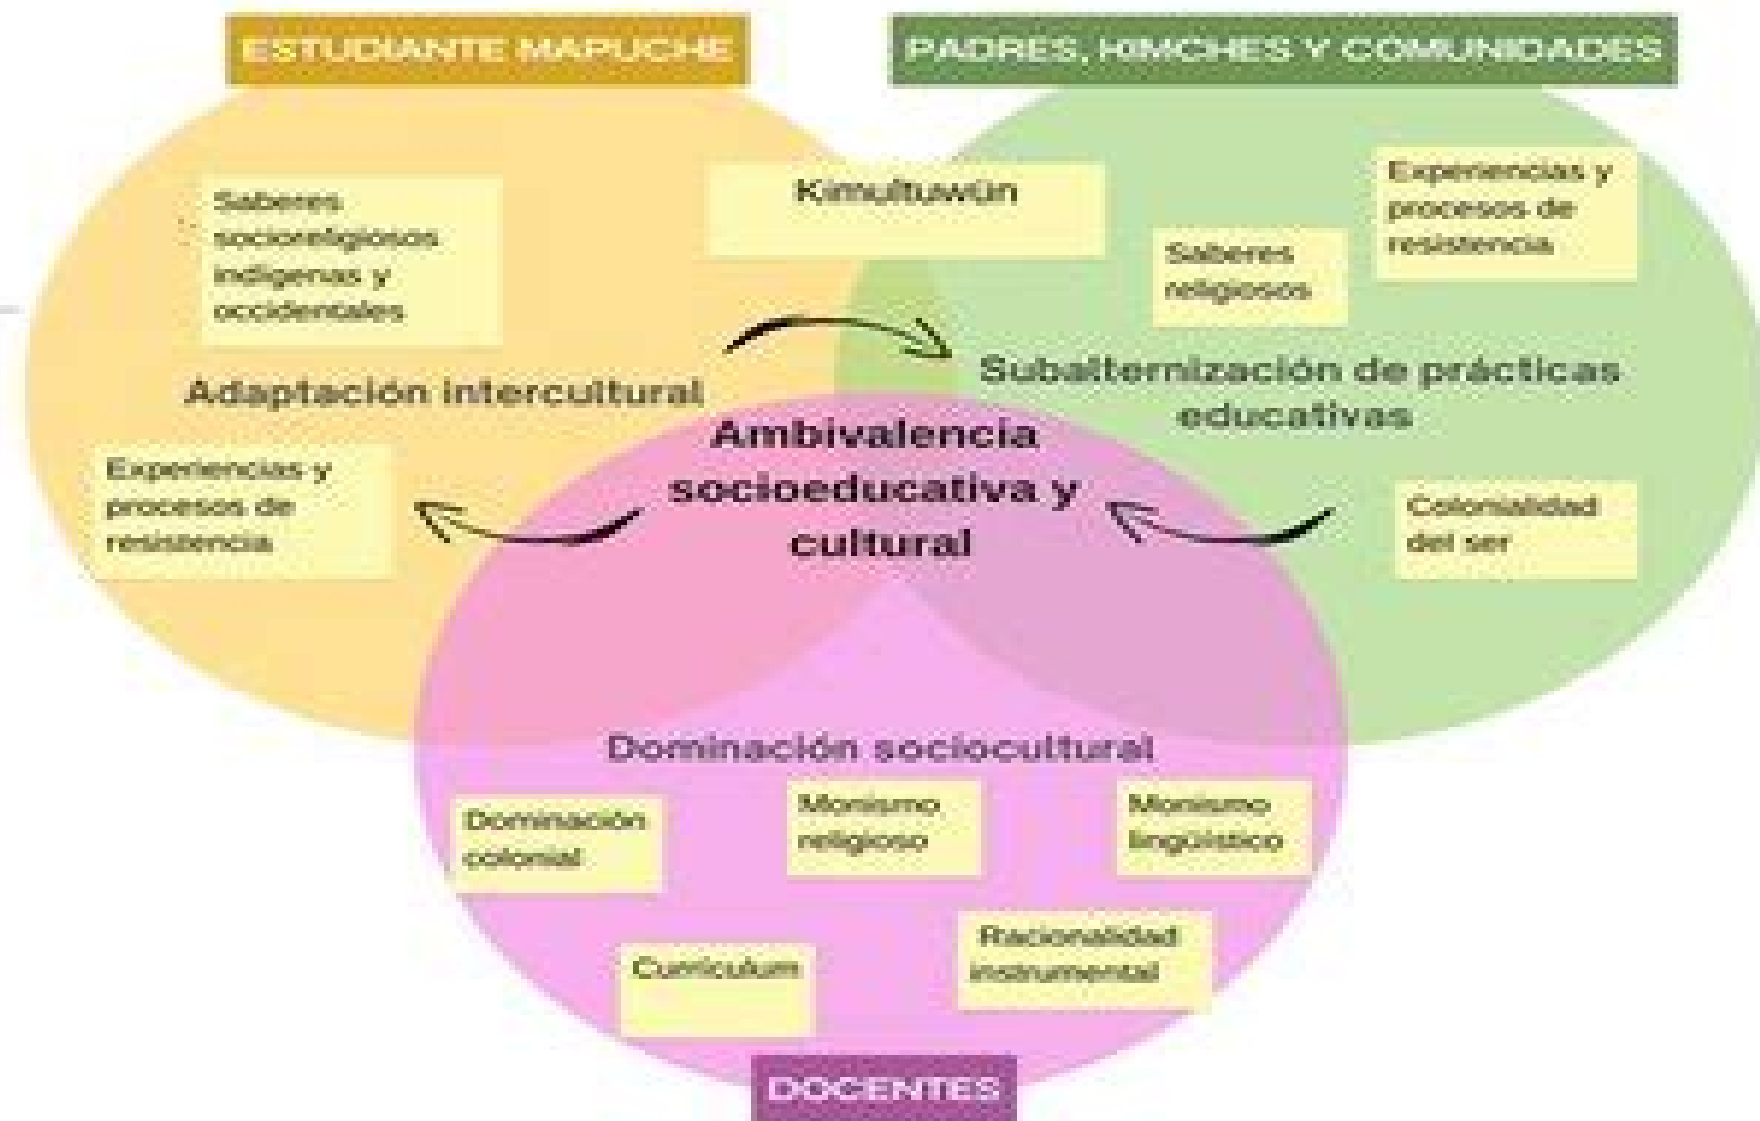 ESTUDIANTE MAPUCHE
PADRES, KIMCHES Y COMUNIDADES
Saberes
socioreligiosos
indígenas y
occidentales
Kimultuwün
Saberes
religiosos
Experiencias y
procesos de
resistencia
Adaptación intercultural
Subalternización de prácticas
educativas
Ambivalencia
socioeducativa y
cultural
Experiencias y
procesos de
resistencia
Colonialidad
del ser
Dominación sociocultural
Dominación
colonial
Monismo
religioso
Monismo
lingüístico
Curriculum
Racionalidad
instrumental
DOCENTES